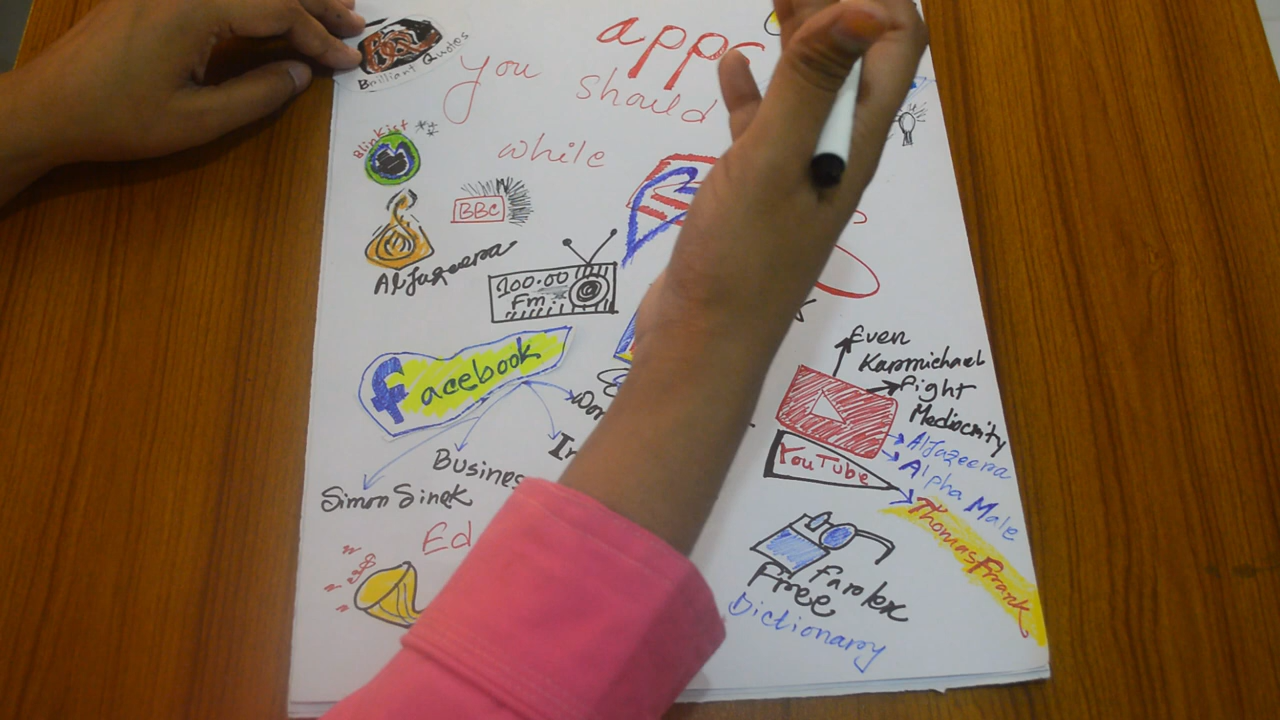 apps
you should
while
Brilliant Quotes
Blinkist
BBC
Aljazeera
100.00
Fm
facebook
Simon Sinek
Business
Ed
Even
Karmichael
Fight
Mediocrity
Aljazeera
Alpha Male
Thomas Frank
YouTube
Farlex
Free
Dictionary